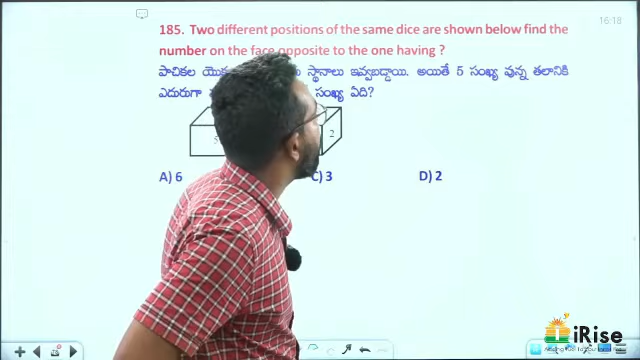 16:18
185. Two different positions of the same dice are shown below find the
number on the face opposite to the one having ?
పాచికల స్థానాలు ఇవ్వబడ్డాయి. అయితే 5 సంఖ్య వున్న తలానికి
ఎదురుగా సంఖ్య ఏది?
5 2
A) 6 C) 3 D) 2
iRise